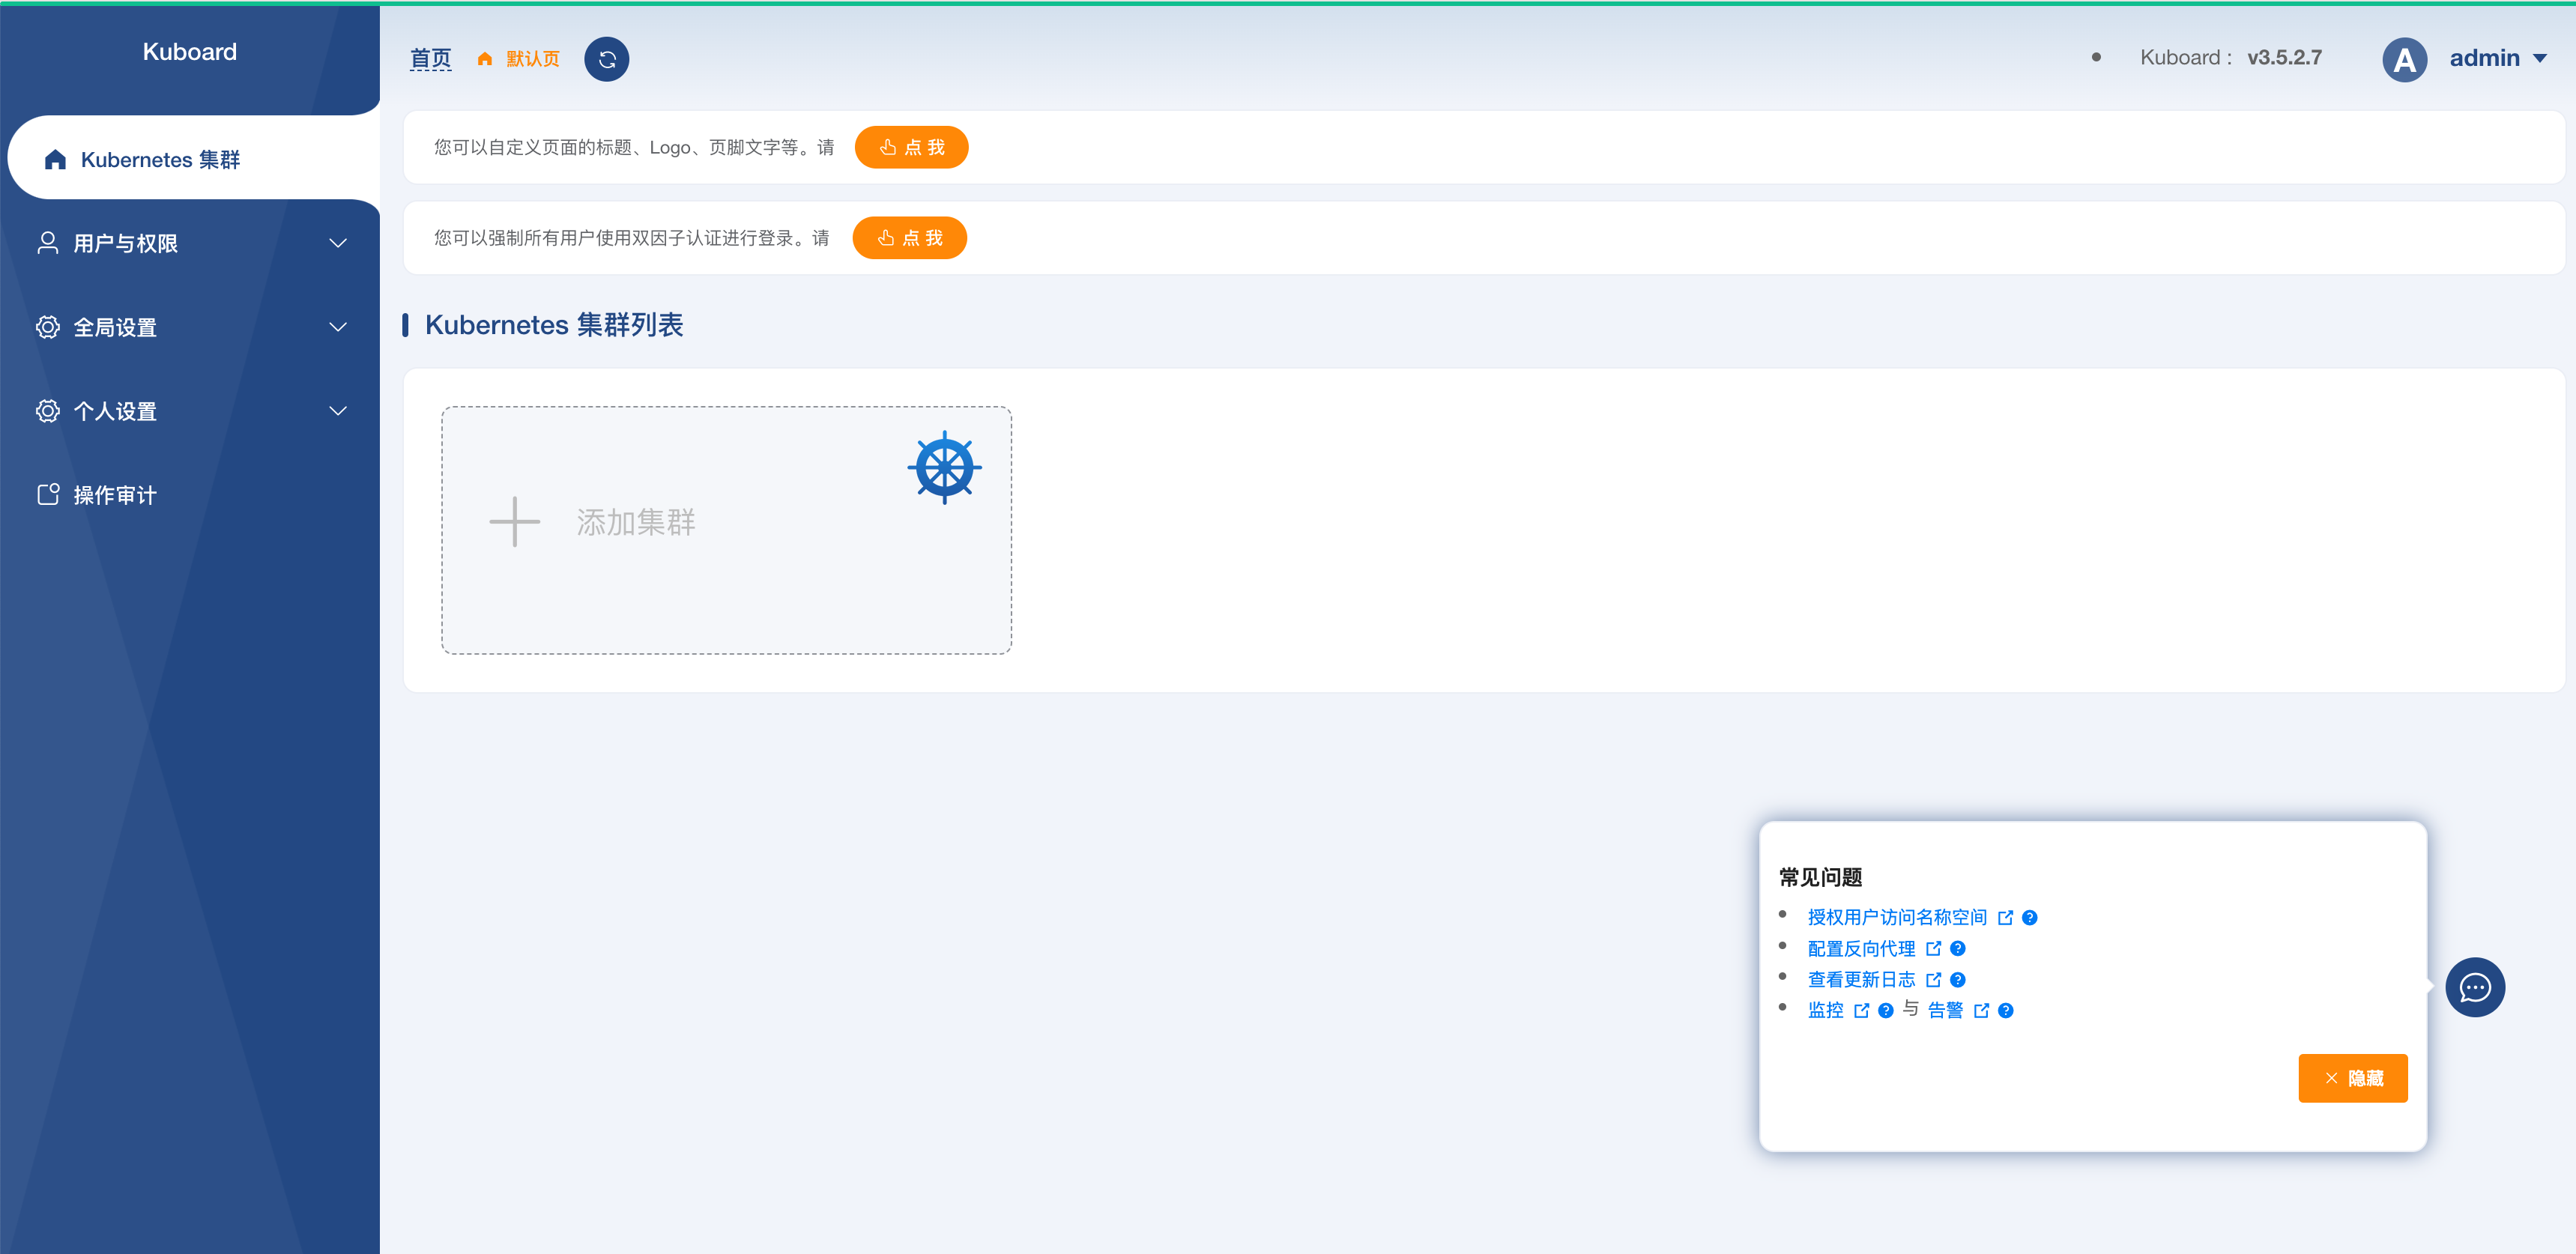 Kuboard
Kubernetes 集群
用户与权限
全局设置
个人设置
操作审计
首页 默认页
Kuboard： v3.5.2.7
A admin
您可以自定义页面的标题、Logo、页脚文字等。请 点 我
您可以强制所有用户使用双因子认证进行登录。请 点 我
Kubernetes 集群列表
添加集群
常见问题
授权用户访问名称空间
配置反向代理
查看更新日志
监控 与 告警
隐藏